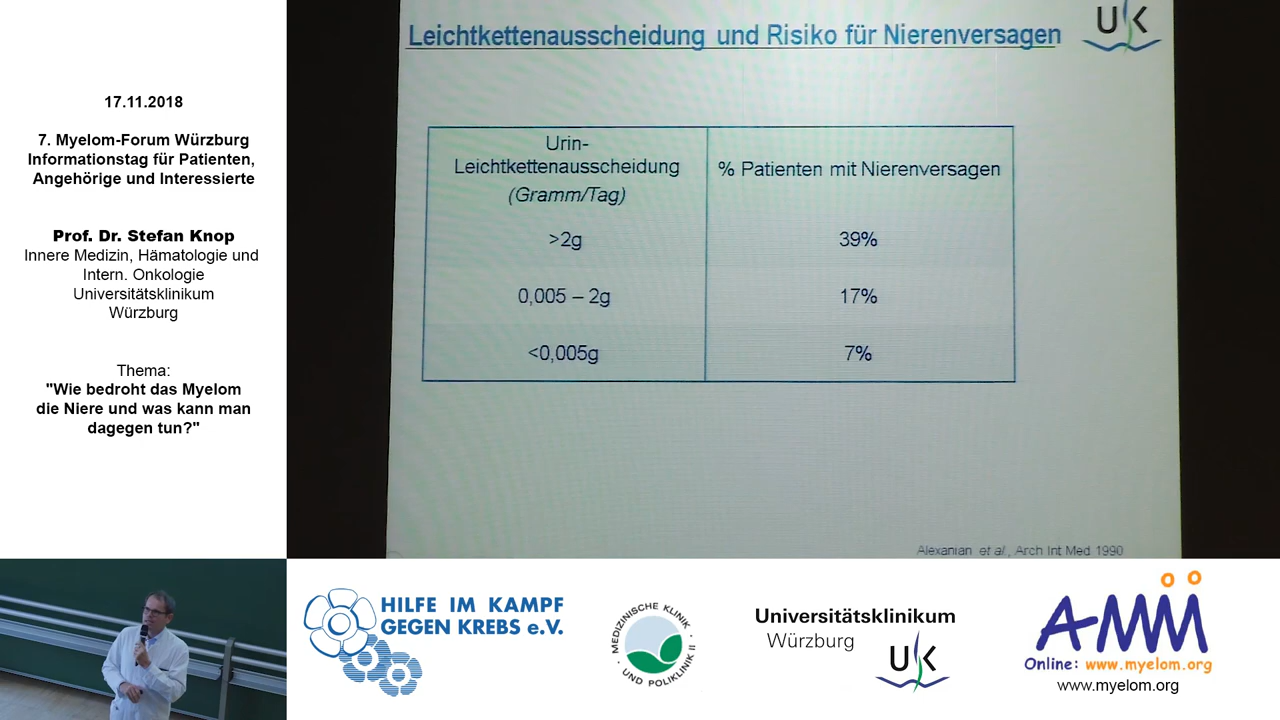 17.11.2018
7. Myelom-Forum Würzburg
Informationstag für Patienten,
Angehörige und Interessierte
Prof. Dr. Stefan Knop
Innere Medizin, Hämatologie und
Intern. Onkologie
Universitätsklinikum
Würzburg
Thema:
"Wie bedroht das Myelom
die Niere und was kann man
dagegen tun?"
Leichtkettenausscheidung und Risiko für Nierenversagen
UK
Urin-
Leichtkettenausscheidung
(Gramm/Tag)
% Patienten mit Nierenversagen
>2g 39%
0,005 – 2g 17%
<0,005g 7%
Alexanian et al., Arch Int Med 1990
HILFE IM KAMPF
GEGEN KREBS e.V.
MEDIZINISCHE KLINIK
UND POLIKLINIK II
Universitätsklinikum
Würzburg
UK
AMM
Online: www.myelom.org
www.myelom.org